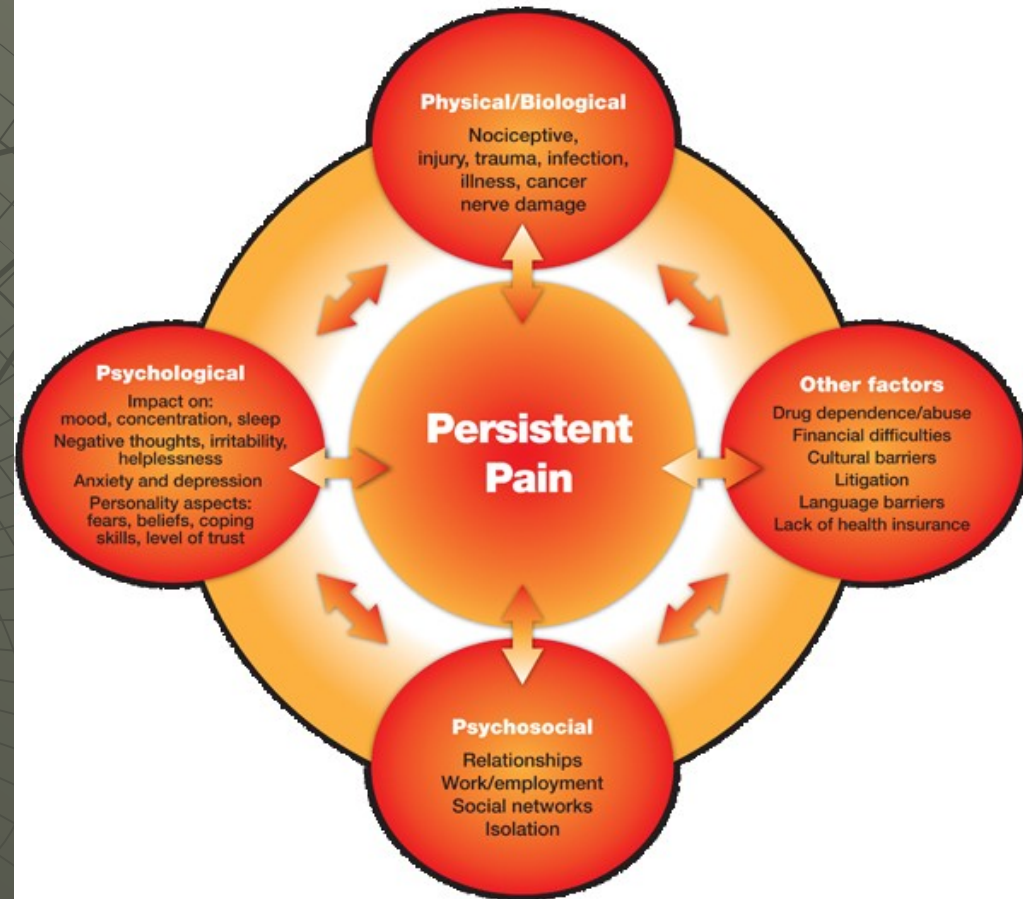 Physical/Biological
Nociceptive,
injury, trauma, infection,
illness, cancer
nerve damage
Psychological
Impact on:
mood, concentration, sleep
Negative thoughts, irritability,
helplessness
Anxiety and depression
Personality aspects:
fears, beliefs, coping
skills, level of trust
Persistent
Pain
Other factors
Drug dependence/abuse
Financial difficulties
Cultural barriers
Litigation
Language barriers
Lack of health insurance
Psychosocial
Relationships
Work/employment
Social networks
Isolation